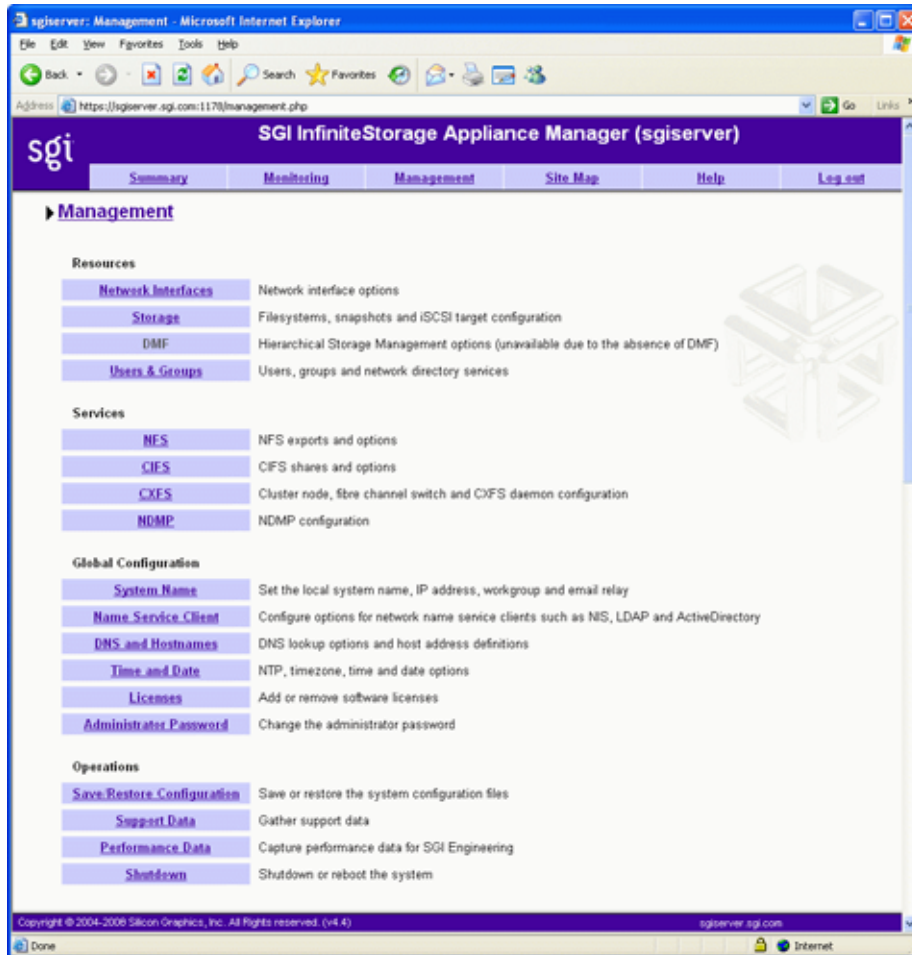 sgiserver: Management - Microsoft Internet Explorer
File Edit View Favorites Tools Help
Back Search Favorites
Address https://sgiserver.sgi.com:1178/management.php Go Links
sgi
SGI InfiniteStorage Appliance Manager (sgiserver)
Summary Monitoring Management Site Map Help Log out
Management
Resources
Network Interfaces Network interface options
Storage Filesystems, snapshots and iSCSI target configuration
DMF Hierarchical Storage Management options (unavailable due to the absence of DMF)
Users & Groups Users, groups and network directory services
Services
NFS NFS exports and options
CIFS CIFS shares and options
CXFS Cluster node, fibre channel switch and CXFS daemon configuration
NDMP NDMP configuration
Global Configuration
System Name Set the local system name, IP address, workgroup and email relay
Name Service Client Configure options for network name service clients such as NIS, LDAP and ActiveDirectory
DNS and Hostnames DNS lookup options and host address definitions
Time and Date NTP, timezone, time and date options
Licenses Add or remove software licenses
Administrator Password Change the administrator password
Operations
Save/Restore Configuration Save or restore the system configuration files
Support Data Gather support data
Performance Data Capture performance data for SGI Engineering
Shutdown Shutdown or reboot the system
Copyright © 2004-2008 Silicon Graphics, Inc. All Rights reserved. (v4.4) sgiserver.sgi.com
Done Internet